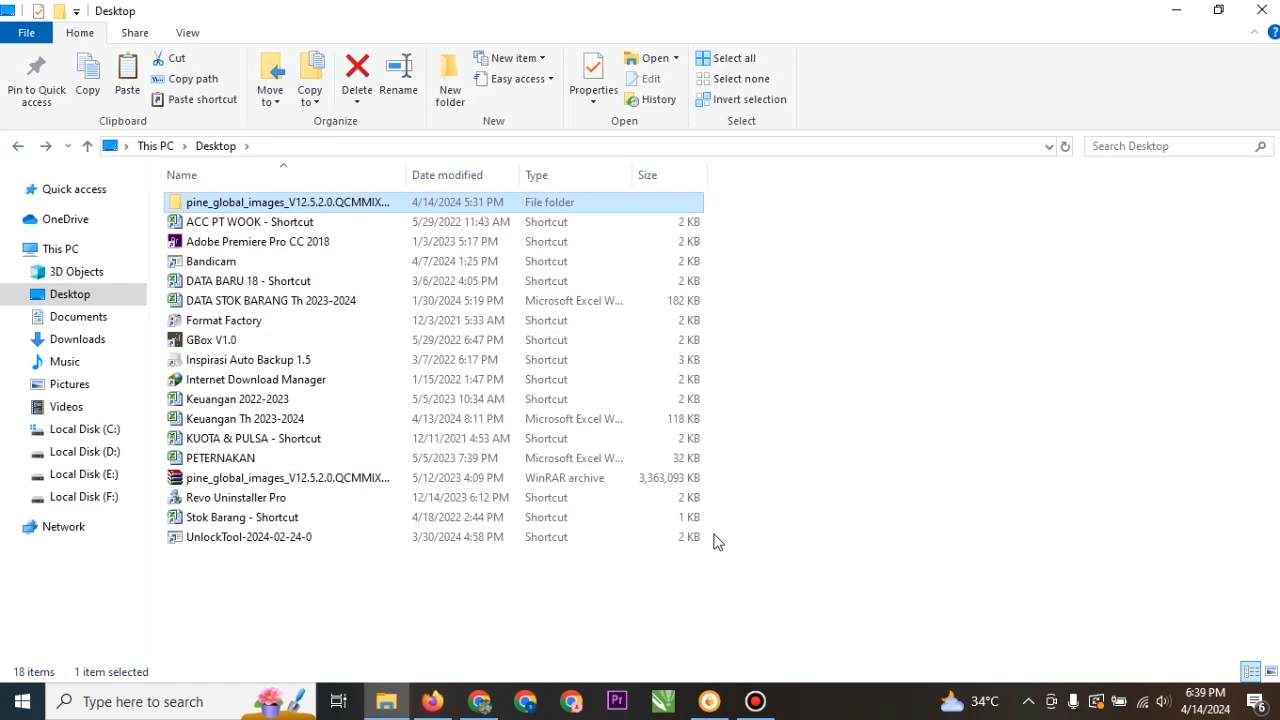 Desktop
File
Home
Share
View
Pin to Quick access
Copy
Paste
Cut
Copy path
Paste shortcut
Clipboard
Move to
Copy to
Delete
Rename
Organize
New folder
New item
Easy access
New
Properties
Open
Edit
History
Open
Select all
Select none
Invert selection
Select
This PC
Desktop
Search Desktop
Name
Date modified
Type
Size
Quick access
OneDrive
This PC
3D Objects
Desktop
Documents
Downloads
Music
Pictures
Videos
Local Disk (C:)
Local Disk (D:)
Local Disk (E:)
Local Disk (F:)
Network
pine_global_images_V12.5.2.0.QCMMIX... 4/14/2024 5:31 PM File folder
ACC PT WOOK - Shortcut 5/29/2022 11:43 AM Shortcut 2 KB
Adobe Premiere Pro CC 2018 1/3/2023 5:17 PM Shortcut 2 KB
Bandicam 4/7/2024 1:25 PM Shortcut 2 KB
DATA BARU 18 - Shortcut 3/6/2022 4:05 PM Shortcut 2 KB
DATA STOK BARANG Th 2023-2024 1/30/2024 5:19 PM Microsoft Excel W... 182 KB
Format Factory 12/3/2021 5:33 AM Shortcut 2 KB
GBox V1.0 5/29/2022 6:47 PM Shortcut 2 KB
Inspirasi Auto Backup 1.5 3/7/2022 6:17 PM Shortcut 3 KB
Internet Download Manager 1/15/2022 1:47 PM Shortcut 2 KB
Keuangan 2022-2023 5/5/2023 10:34 AM Shortcut 2 KB
Keuangan Th 2023-2024 4/13/2024 8:11 PM Microsoft Excel W... 118 KB
KUOTA & PULSA - Shortcut 12/11/2021 4:53 AM Shortcut 2 KB
PETERNAKAN 5/5/2023 7:39 PM Microsoft Excel W... 32 KB
pine_global_images_V12.5.2.0.QCMMIX... 5/12/2023 4:09 PM WinRAR archive 3,363,093 KB
Revo Uninstaller Pro 12/14/2023 6:12 PM Shortcut 2 KB
Stok Barang - Shortcut 4/18/2022 2:44 PM Shortcut 1 KB
UnlockTool-2024-02-24-0 3/30/2024 4:58 PM Shortcut 2 KB
18 items
1 item selected
Type here to search
Pr
34°C
6:39 PM
4/14/2024
6